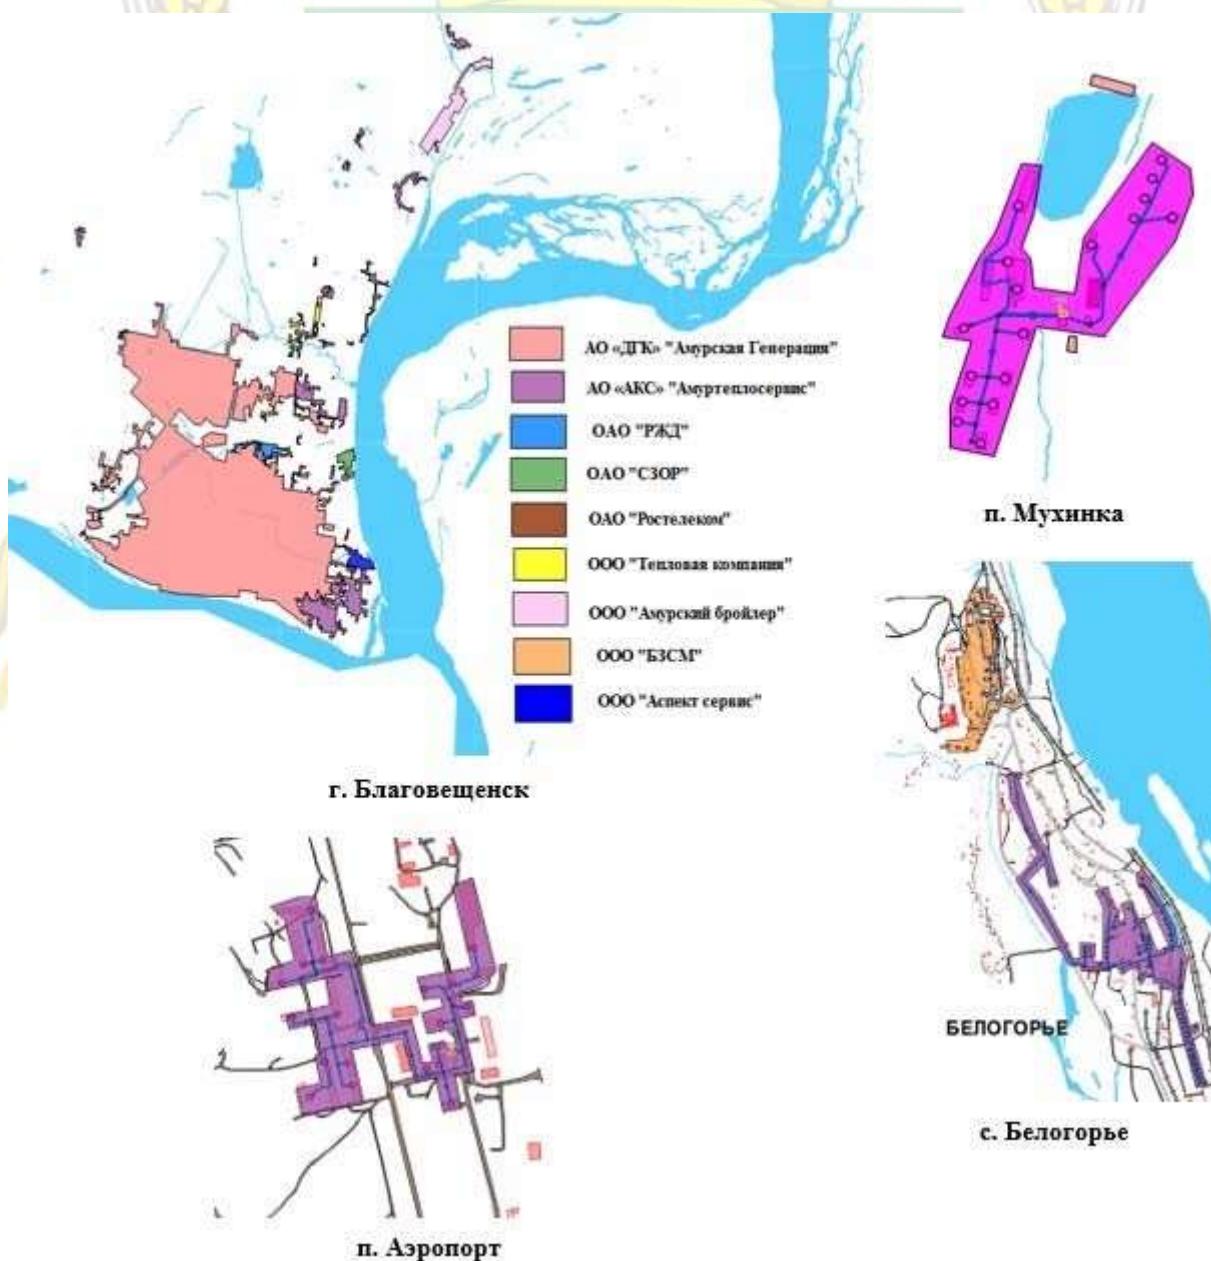 АО «ДГК» "Амурская Генерация"
АО «АКС» "Амуртеплосервис"
ОАО "РЖД"
ОАО "СЗОР"
ОАО "Ростелеком"
ООО "Тепловая компания"
ООО "Амурский бройлер"
ООО "БЗСМ"
ООО "Аспект сервис"
п. Мухинка
г. Благовещенск
БЕЛОГОРЬЕ
с. Белогорье
п. Аэропорт